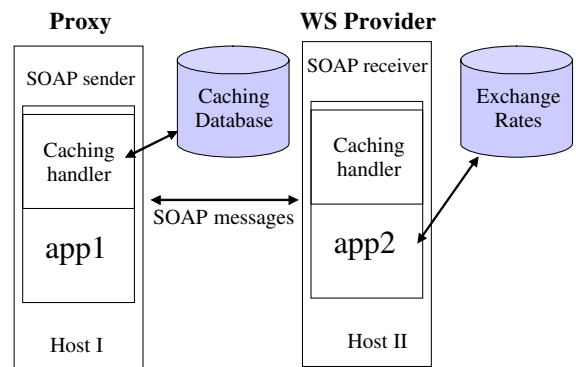 Proxy
WS Provider
SOAP sender
SOAP receiver
Caching
Database
Exchange
Rates
Caching
handler
Caching
handler
SOAP messages
app1
app2
Host I
Host II